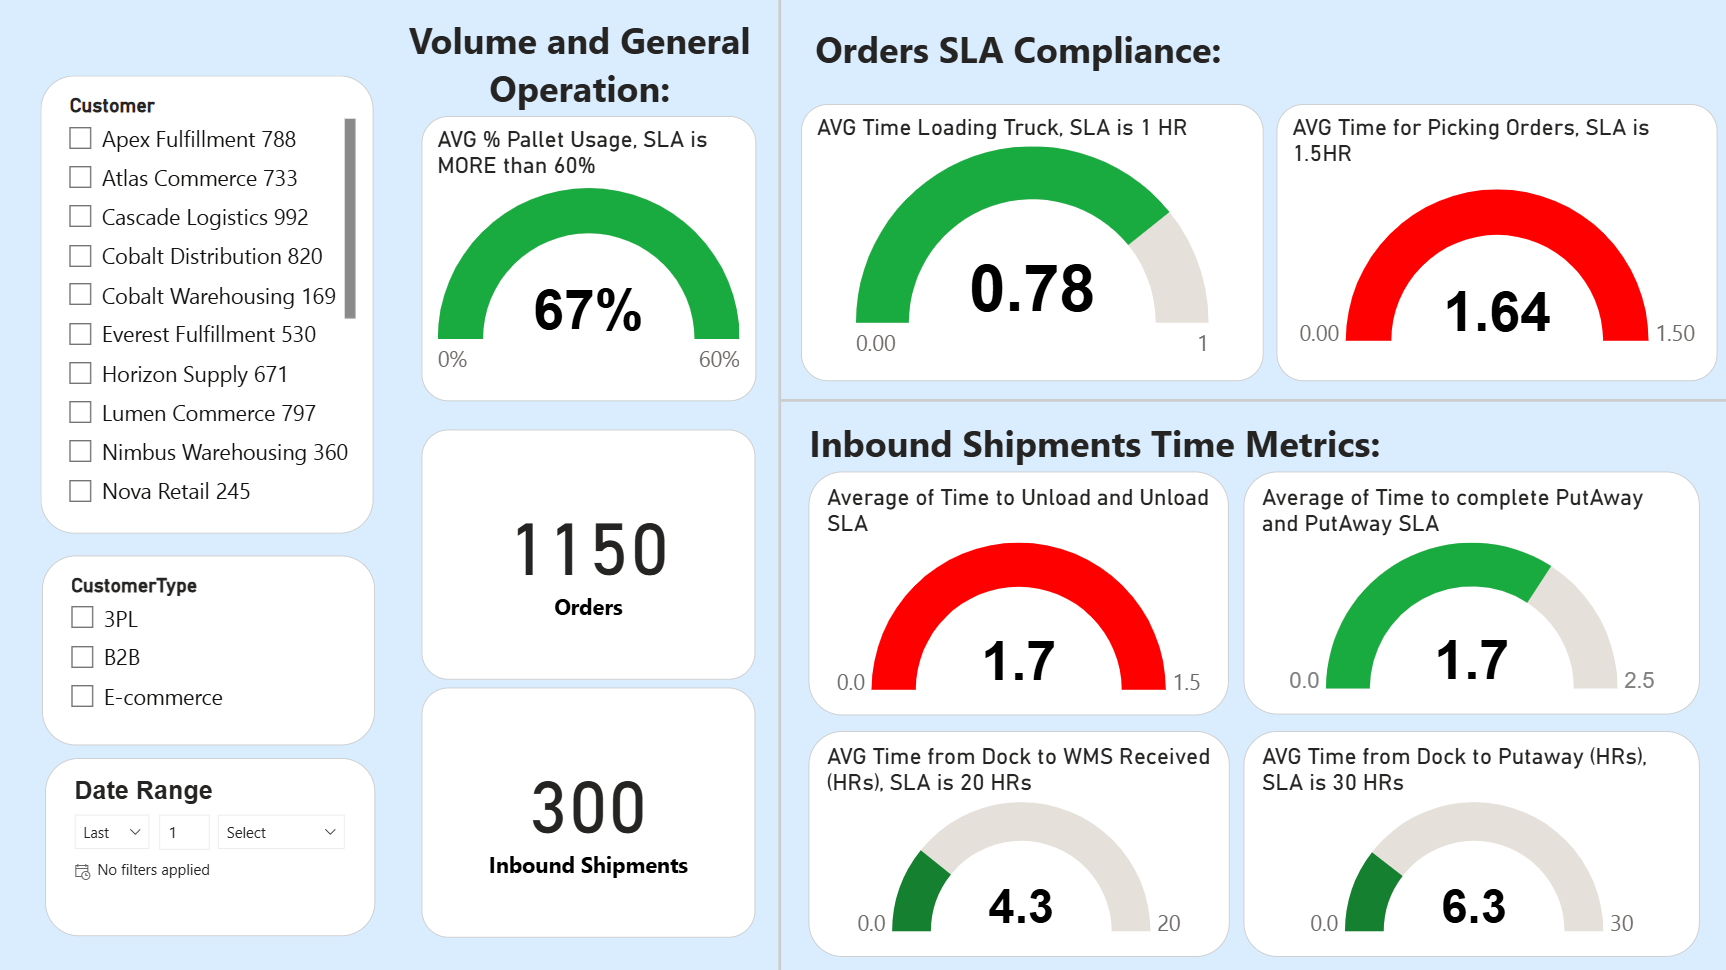 Customer
Apex Fulfillment 788
Atlas Commerce 733
Cascade Logistics 992
Cobalt Distribution 820
Cobalt Warehousing 169
Everest Fulfillment 530
Horizon Supply 671
Lumen Commerce 797
Nimbus Warehousing 360
Nova Retail 245
CustomerType
3PL
B2B
E-commerce
Date Range
Last
1
Select
No filters applied
Volume and General
Operation:
AVG % Pallet Usage, SLA is
MORE than 60%
67%
0%
60%
1150
Orders
300
Inbound Shipments
Orders SLA Compliance:
AVG Time Loading Truck, SLA is 1 HR
0.78
0.00
1
AVG Time for Picking Orders, SLA is
1.5HR
1.64
0.00
1.50
Inbound Shipments Time Metrics:
Average of Time to Unload and Unload
SLA
1.7
0.0
1.5
Average of Time to complete PutAway
and PutAway SLA
1.7
0.0
2.5
AVG Time from Dock to WMS Received
(HRs), SLA is 20 HRs
4.3
0.0
20
AVG Time from Dock to Putaway (HRs),
SLA is 30 HRs
6.3
0.0
30